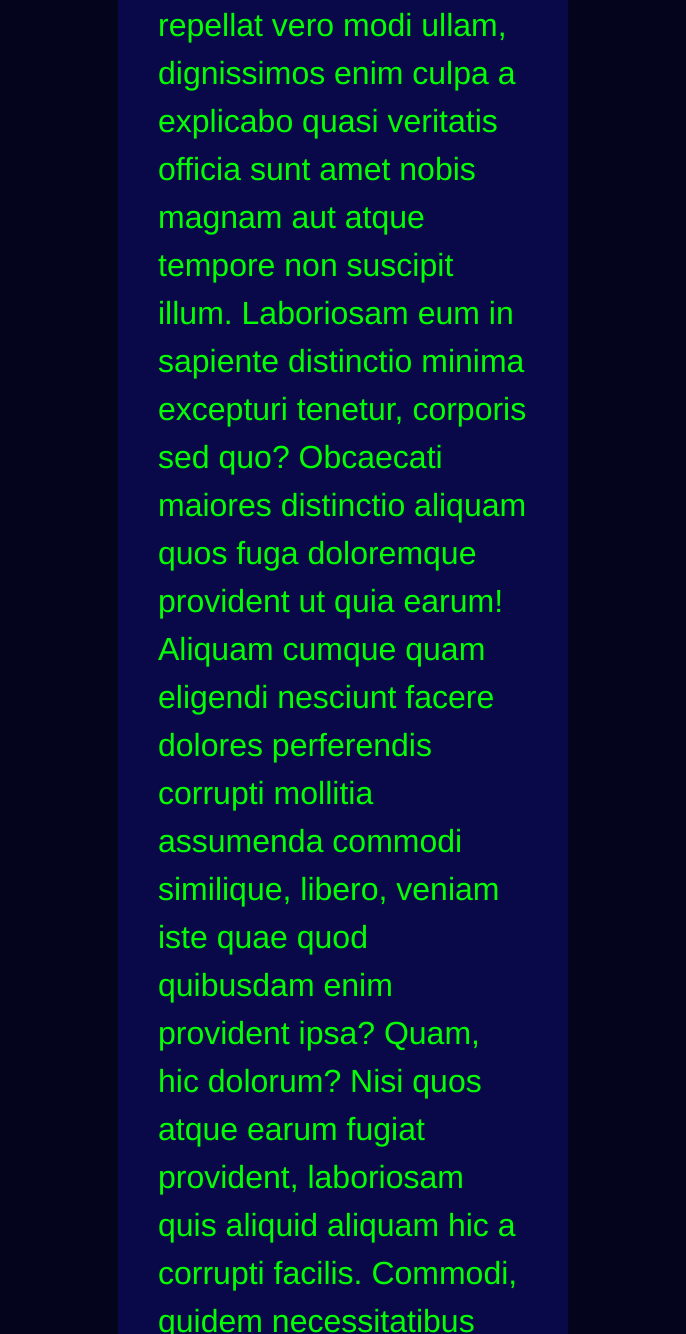 repellat vero modi ullam,
dignissimos enim culpa a
explicabo quasi veritatis
officia sunt amet nobis
magnam aut atque
tempore non suscipit
illum. Laboriosam eum in
sapiente distinctio minima
excepturi tenetur, corporis
sed quo? Obcaecati
maiores distinctio aliquam
quos fuga doloremque
provident ut quia earum!
Aliquam cumque quam
eligendi nesciunt facere
dolores perferendis
corrupti mollitia
assumenda commodi
similique, libero, veniam
iste quae quod
quibusdam enim
provident ipsa? Quam,
hic dolorum? Nisi quos
atque earum fugiat
provident, laboriosam
quis aliquid aliquam hic a
corrupti facilis. Commodi,
quidem necessitatibus